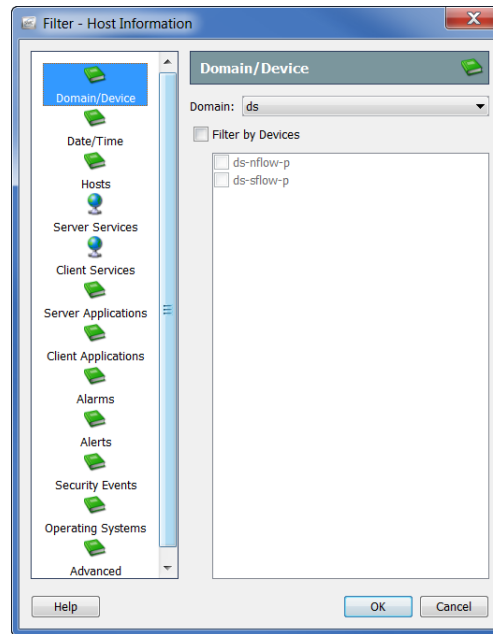 Filter - Host Information
Domain/Device
Date/Time
Hosts
Server Services
Client Services
Server Applications
Client Applications
Alarms
Alerts
Security Events
Operating Systems
Advanced
Domain/Device
Domain: ds
Filter by Devices
ds-nflow-p
ds-sflow-p
Help
OK
Cancel